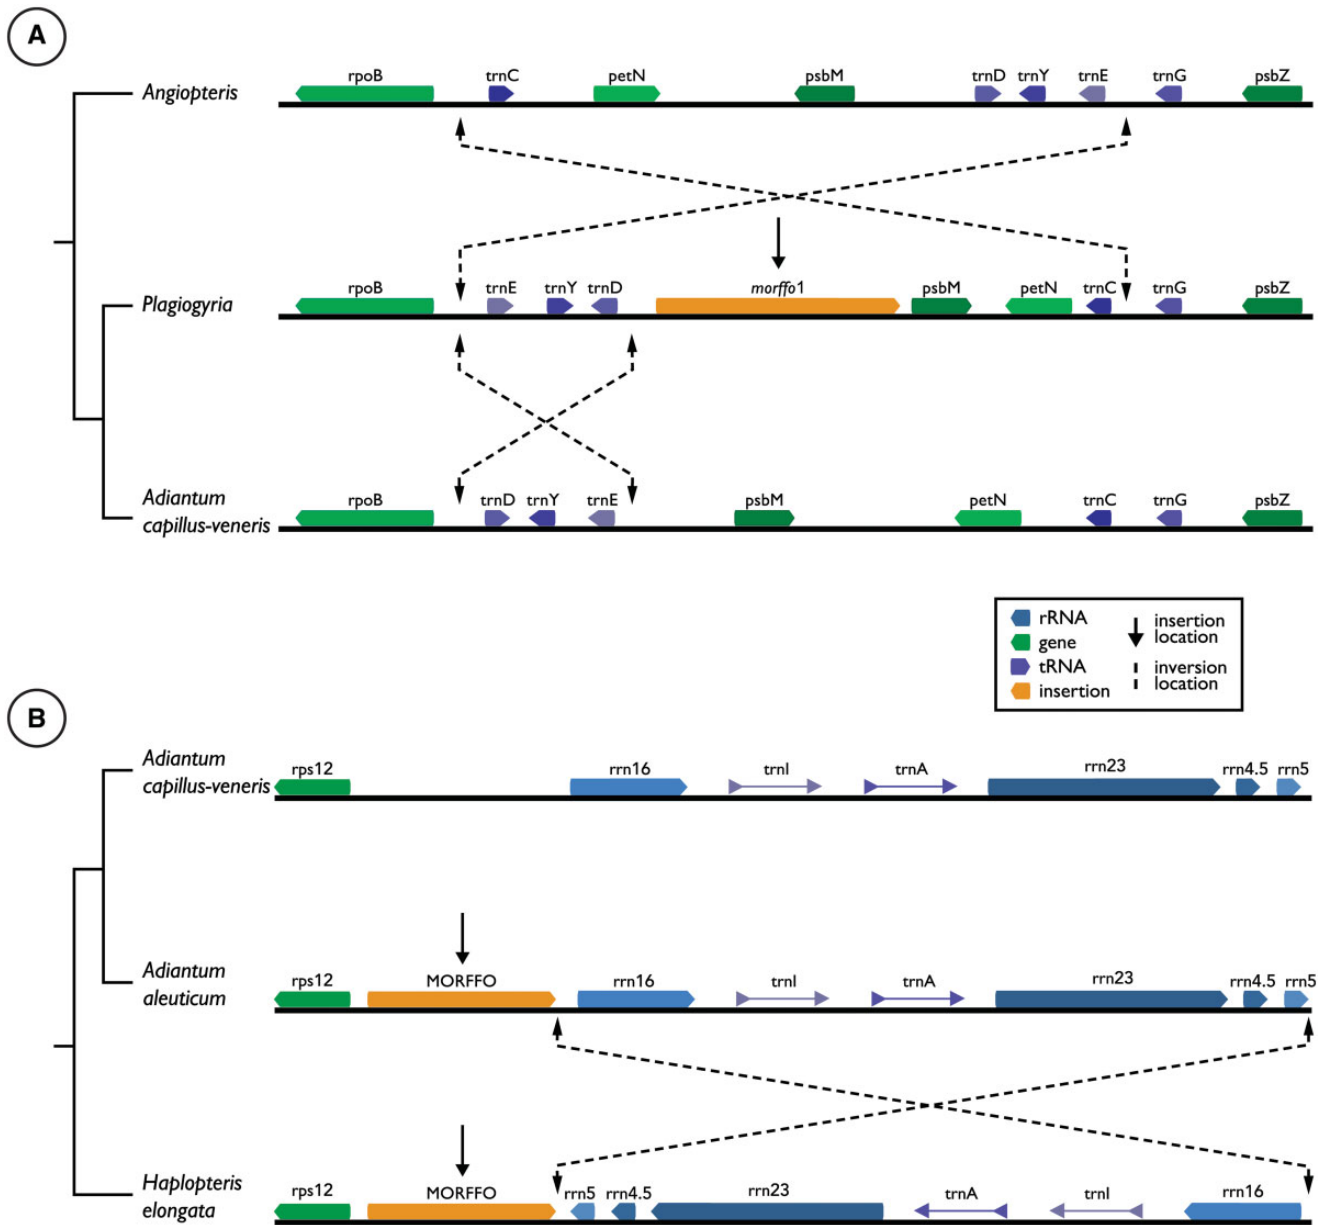 A
rpoB trnC petN psbM trnD trnY trnE trnG psbZ
Angiopteris
rpoB trnE trnY trnD morffo1 psbM petN trnC trnG psbZ
Plagiogyria
Adiantum
capillus-veneris
rpoB trnD trnY trnE psbM petN trnC trnG psbZ
rRNA
gene
tRNA
insertion
insertion
location
inversion
location
B
Adiantum
capillus-veneris
rps12 rrn16 trnI trnA rrn23 rrn4.5 rrn5
Adiantum
aleuticum
rps12 MORFFO rrn16 trnI trnA rrn23 rrn4.5 rrn5
Haplopteris
elongata
rps12 MORFFO rrn5 rrn4.5 rrn23 trnA trnI rrn16